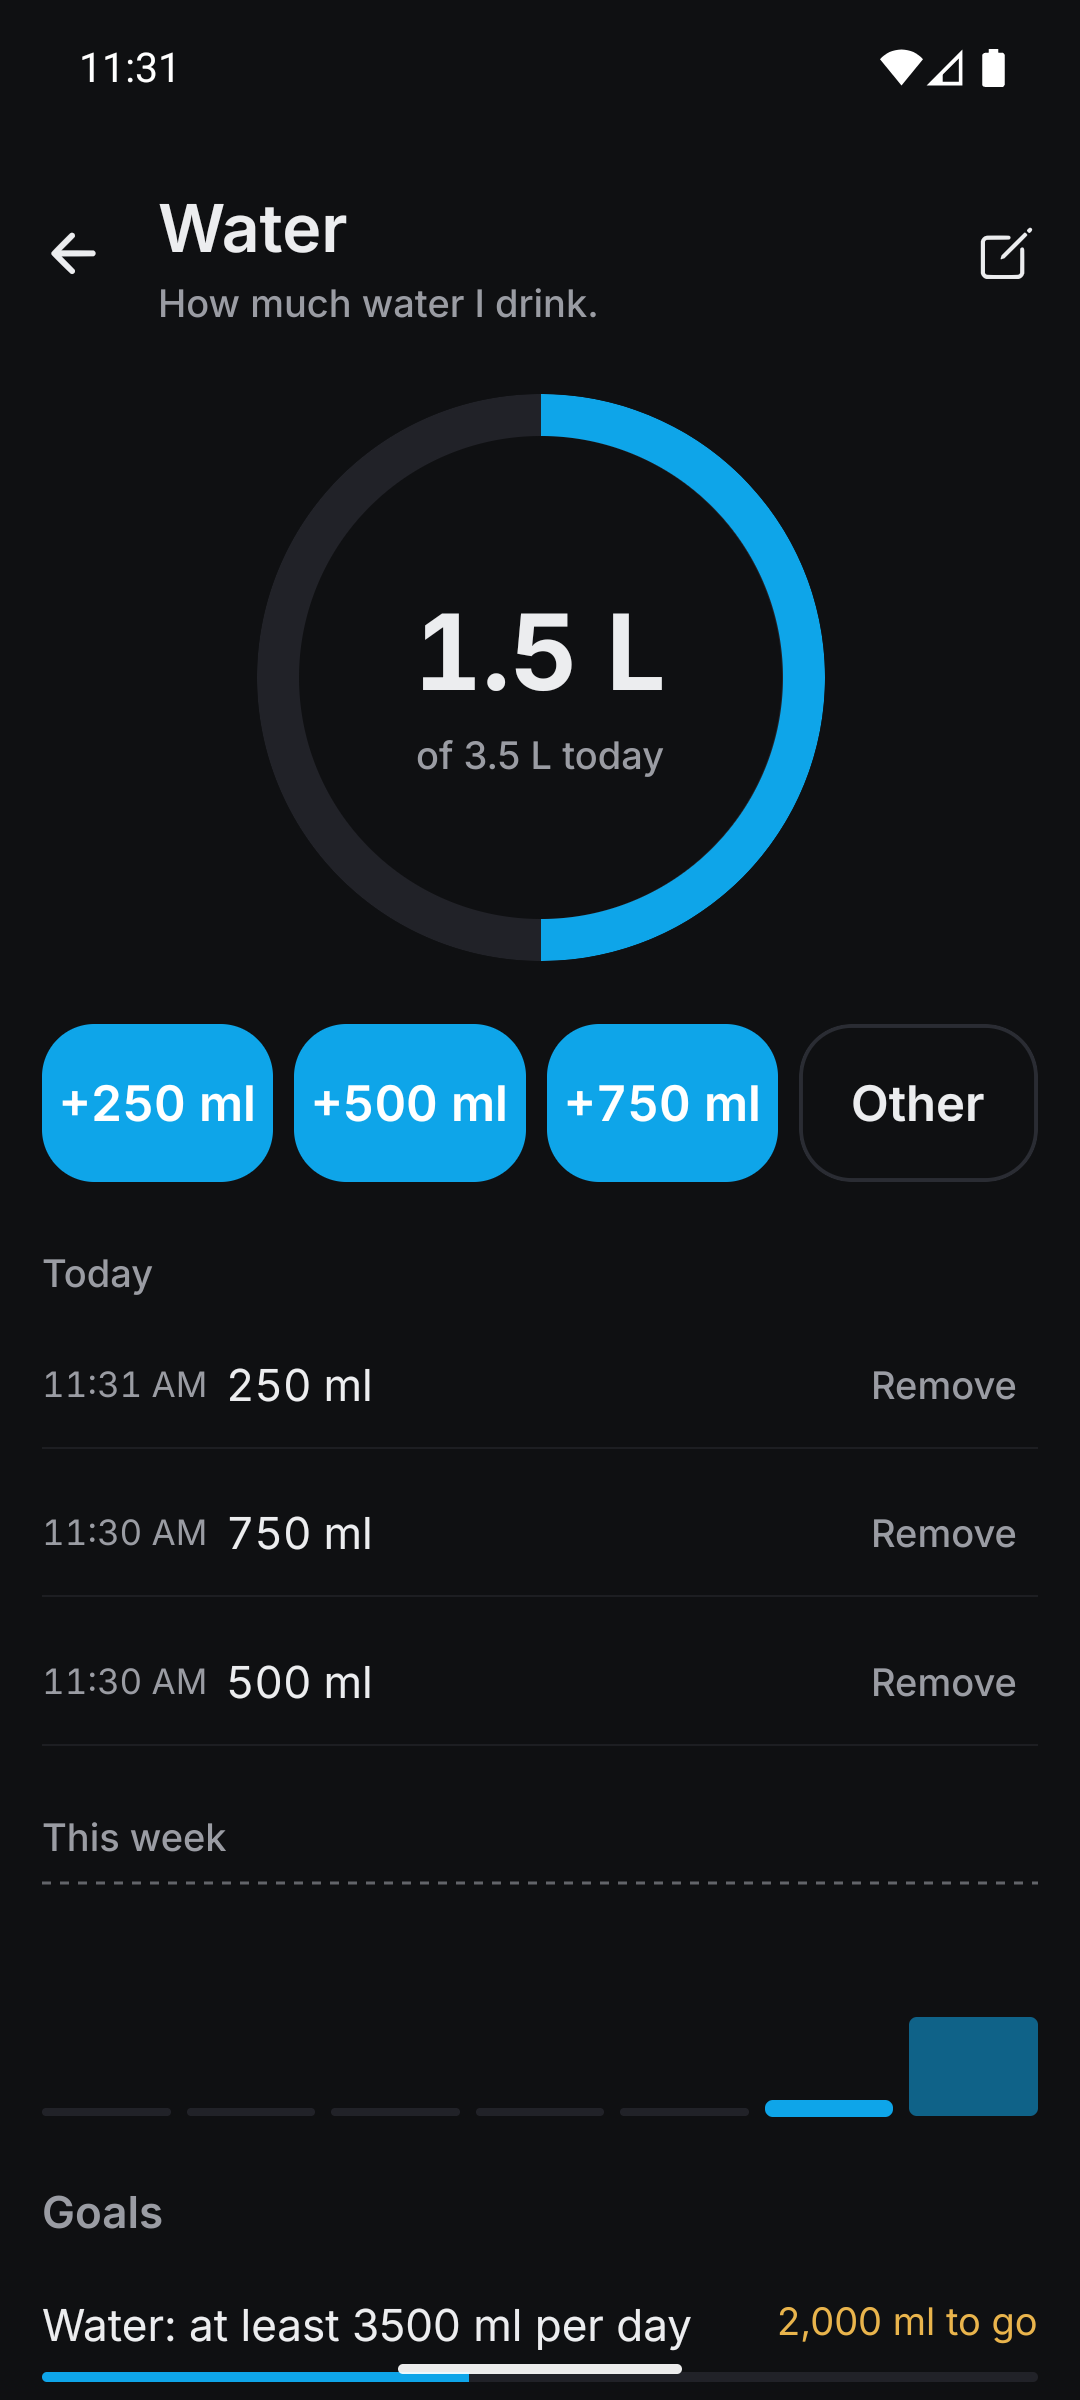 11:31
Water
How much water I drink.
1.5 L
of 3.5 L today
+250 ml
+500 ml
+750 ml
Other
Today
11:31 AM 250 ml Remove
11:30 AM 750 ml Remove
11:30 AM 500 ml Remove
This week
Goals
Water: at least 3500 ml per day 2,000 ml to go